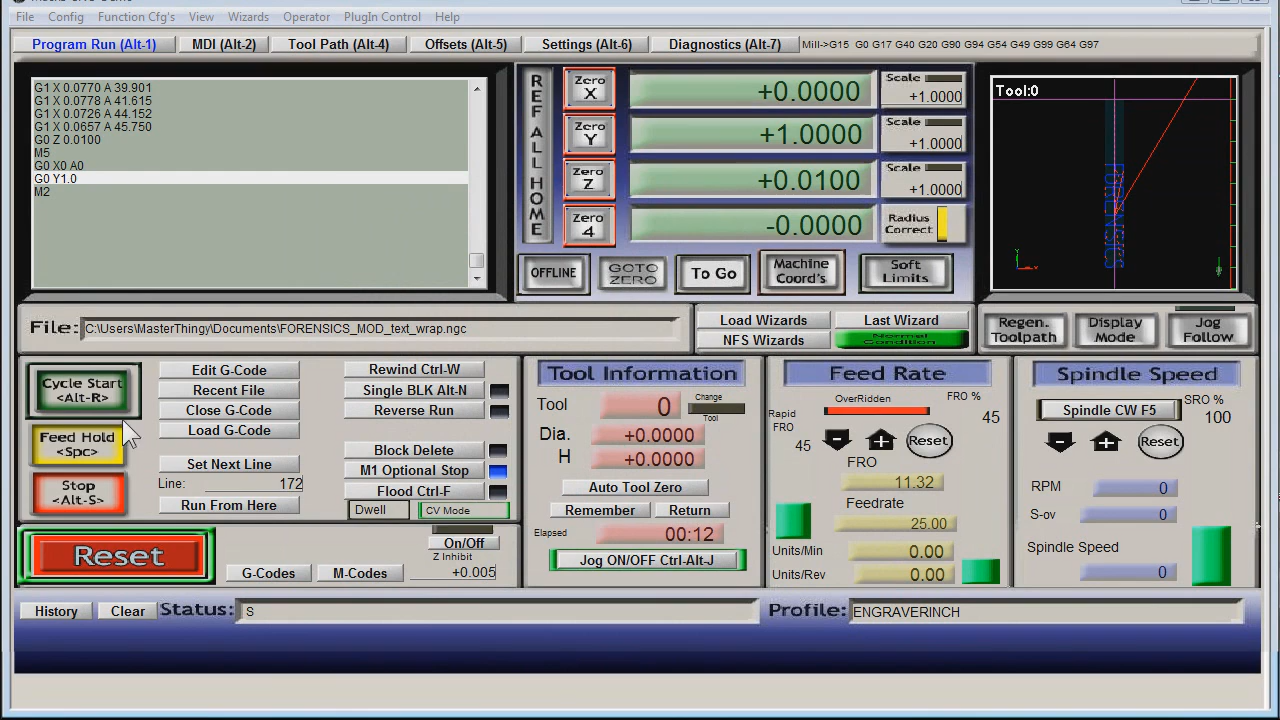 File Config Function Cfg's View Wizards Operator PlugIn Control Help
Program Run (Alt-1) MDI (Alt-2) Tool Path (Alt-4) Offsets (Alt-5) Settings (Alt-6) Diagnostics (Alt-7) Mill->G15 G0 G17 G40 G20 G90 G94 G54 G49 G99 G64 G97
G1 X 0.0770 A 39.901
G1 X 0.0778 A 41.615
G1 X 0.0726 A 44.152
G1 X 0.0657 A 45.750
G0 Z 0.0100
M5
G0 X0 A0
G0 Y1.0
M2
REF ALL HOME
Zero X +0.0000 Scale +1.0000
Zero Y +1.0000 Scale +1.0000
Zero Z +0.0100 Scale +1.0000
Zero 4 -0.0000 Radius Correct
OFFLINE GOTO ZERO To Go Machine Coord's Soft Limits
Tool:0
File: C:\Users\MasterThingy\Documents\FORENSICS_MOD_text_wrap.ngc
Load Wizards Last Wizard
NFS Wizards Normal Condition
Regen. Toolpath Display Mode Jog Follow
Cycle Start <Alt-R>
Feed Hold <Spc>
Stop <Alt-S>
Reset
Edit G-Code
Recent File
Close G-Code
Load G-Code
Set Next Line
Line: 172
Run From Here
Rewind Ctrl-W
Single BLK Alt-N
Reverse Run
Block Delete
M1 Optional Stop
Flood Ctrl-F
Dwell CV Mode
On/Off
Z Inhibit
+0.005
G-Codes M-Codes
Tool Information
Tool 0 Change Tool
Dia. +0.0000
H +0.0000
Auto Tool Zero
Remember Return
Elapsed 00:12
Jog ON/OFF Ctrl-Alt-J
Feed Rate
OverRidden FRO %
Rapid FRO 45
45
Reset
FRO
11.32
Feedrate
25.00
Units/Min 0.00
Units/Rev 0.00
Spindle Speed
Spindle CW F5 SRO %
100
Reset
RPM 0
S-ov 0
Spindle Speed
0
History Clear Status: S Profile: ENGRAVERINCH